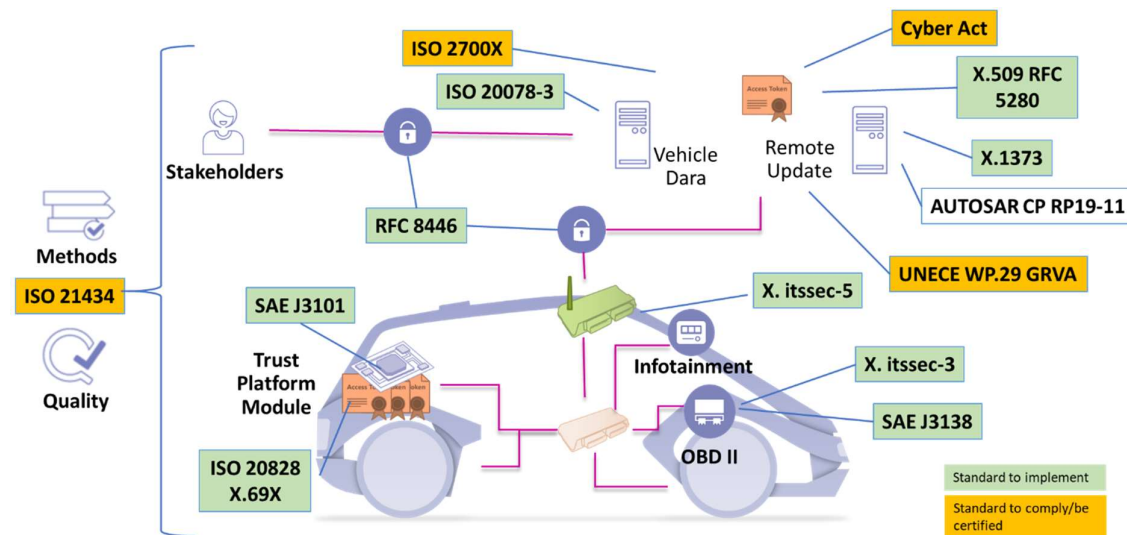 ISO 2700X
Cyber Act
ISO 20078-3
Access Token
X.509 RFC
5280
Stakeholders
Vehicle
Dara
Remote
Update
X.1373
AUTOSAR CP RP19-11
RFC 8446
Methods
UNECE WP.29 GRVA
ISO 21434
SAE J3101
X. itssec-5
Trust
Platform
Module
Infotainment
X. itssec-3
Quality
SAE J3138
OBD II
ISO 20828
X.69X
Standard to implement
Standard to comply/be
certified